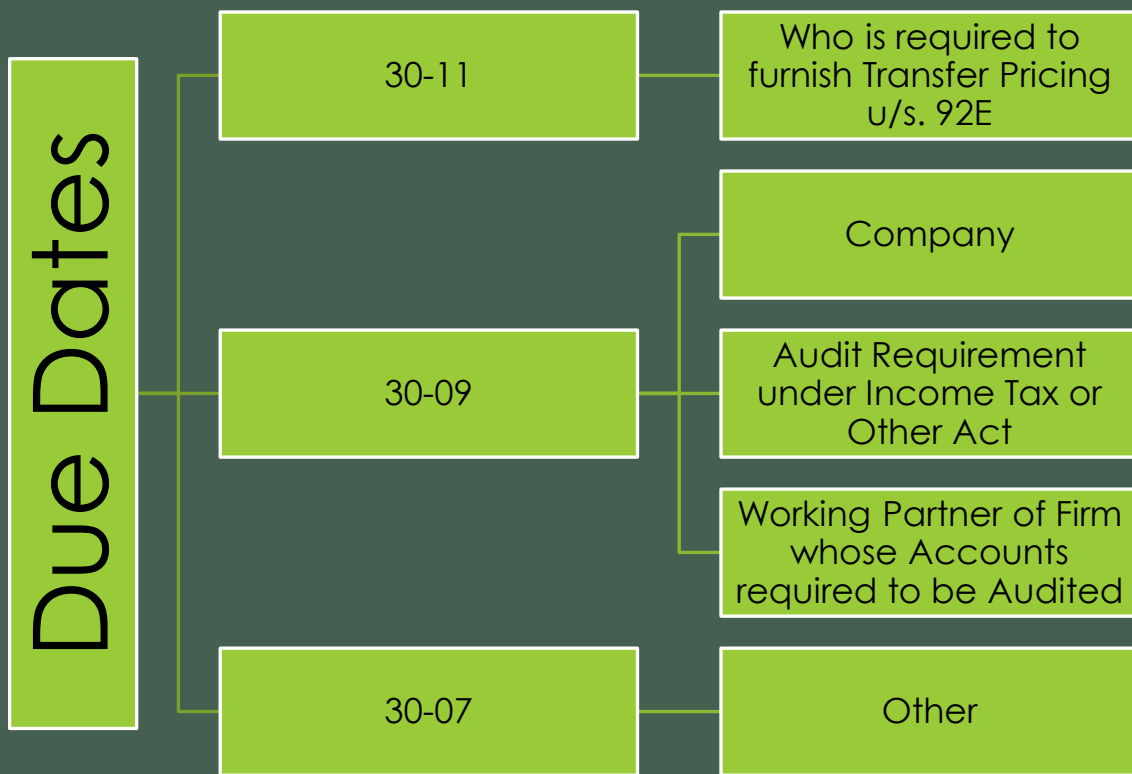 Due Dates
30-11
Who is required to
furnish Transfer Pricing
u/s. 92E
30-09
Company
Audit Requirement
under Income Tax or
Other Act
Working Partner of Firm
whose Accounts
required to be Audited
30-07
Other